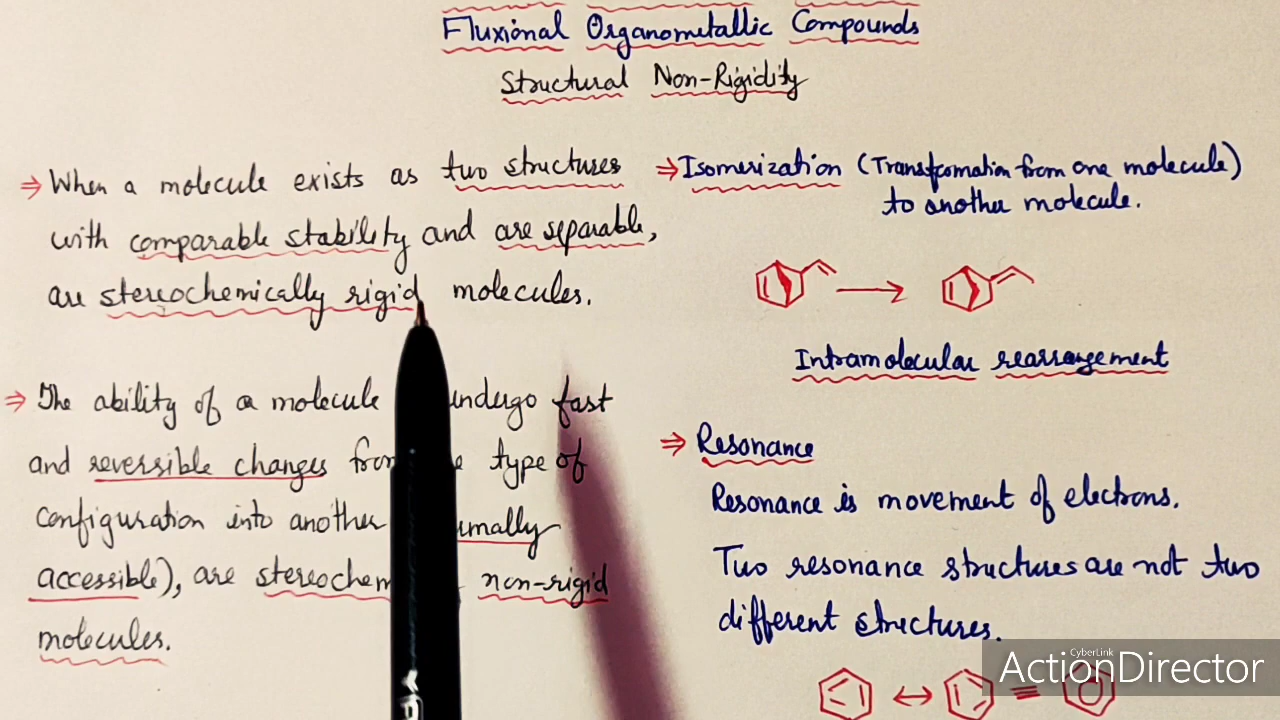 Fluxional Organometallic Compounds
Structural Non-Rigidity
⇒ When a molecule exists as two structures
with comparable stability and are separable,
are stereochemically rigid molecules.
⇒ The ability of a molecule undergo fast
and reversible changes type of
configuration into another
accessible), are non-rigid
molecules.
⇒ Isomerization (Transformation from one molecule)
to another molecule.
Intramolecular rearrangement
⇒ Resonance
Resonance is movement of electrons.
Two resonance structures are not two
different structures.
CyberLink
ActionDirector